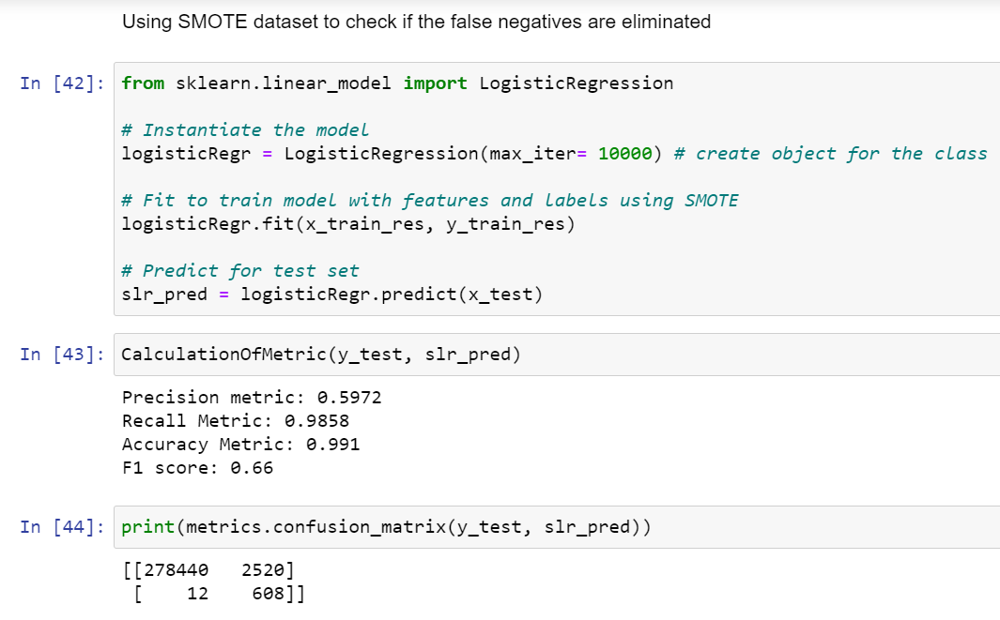 Using SMOTE dataset to check if the false negatives are eliminated
In [42]: from sklearn.linear_model import LogisticRegression
# Instantiate the model
logisticRegr = LogisticRegression(max_iter= 10000) # create object for the class
# Fit to train model with features and labels using SMOTE
logisticRegr.fit(x_train_res, y_train_res)
# Predict for test set
slr_pred = logisticRegr.predict(x_test)
In [43]: CalculationOfMetric(y_test, slr_pred)
Precision metric: 0.5972
Recall Metric: 0.9858
Accuracy Metric: 0.991
F1 score: 0.66
In [44]: print(metrics.confusion_matrix(y_test, slr_pred))
[[278440   2520]
 [    12    608]]